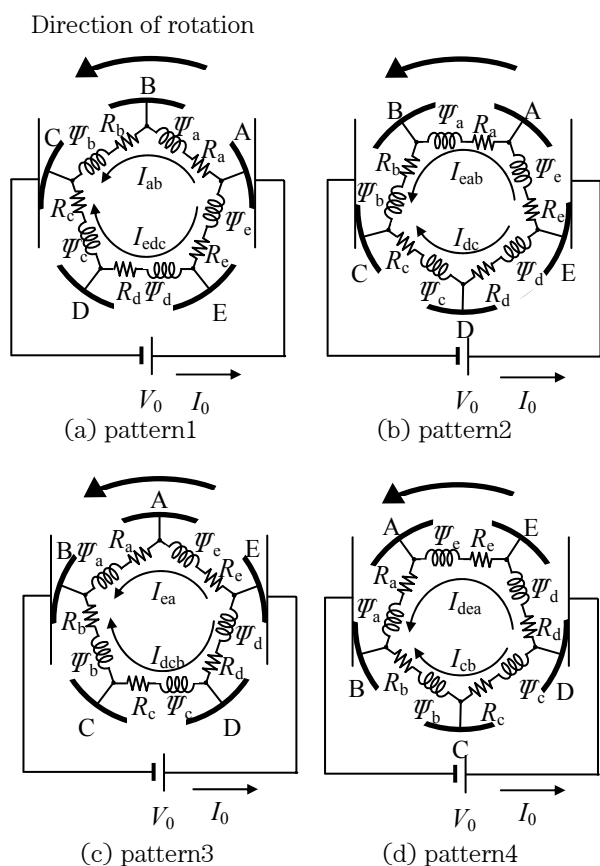 Direction of rotation
B
Ψb Rb Ψa Ra
C A
Iab
Rc Ψe
Iedc
Ψc Re
Rd Ψd
D E
V0 I0
(a) pattern1
B A
Ψa Ra
Rb Ψe
Ieab
Ψb Re
Idc
Rc Ψd
C Ψc Rd E
D
V0 I0
(b) pattern2
A
Ψa Ra Ψe Re
B E
Iea
Rb Ψd
Idcb
Ψb Rd
Rc Ψc
C D
V0 I0
(c) pattern3
A E
Ψe Re
Ra Ψd
Idea
Ψa Rd
Icb
Rb Ψc
B Ψb Rc D
C
V0 I0
(d) pattern4